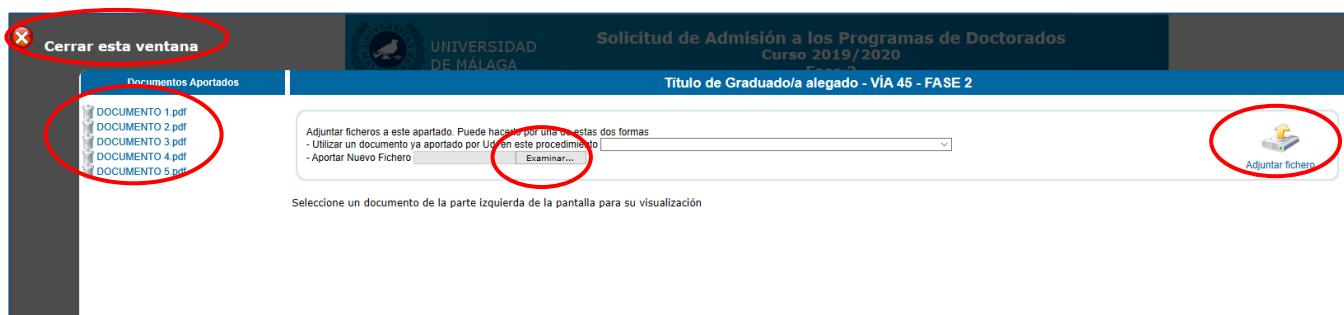 Cerrar esta ventana
UNIVERSIDAD
DE MÁLAGA
Solicitud de Admisión a los Programas de Doctorados
Curso 2019/2020
Fase 2
Documentos Aportados
Título de Graduado/a alegado - VÍA 45 - FASE 2
DOCUMENTO 1.pdf
DOCUMENTO 2.pdf
DOCUMENTO 3.pdf
DOCUMENTO 4.pdf
DOCUMENTO 5.pdf
Adjuntar ficheros a este apartado. Puede hacerlo por una de estas dos formas
- Utilizar un documento ya aportado por Ud. en este procedimiento
- Aportar Nuevo Fichero Examinar...
Adjuntar fichero
Seleccione un documento de la parte izquierda de la pantalla para su visualización